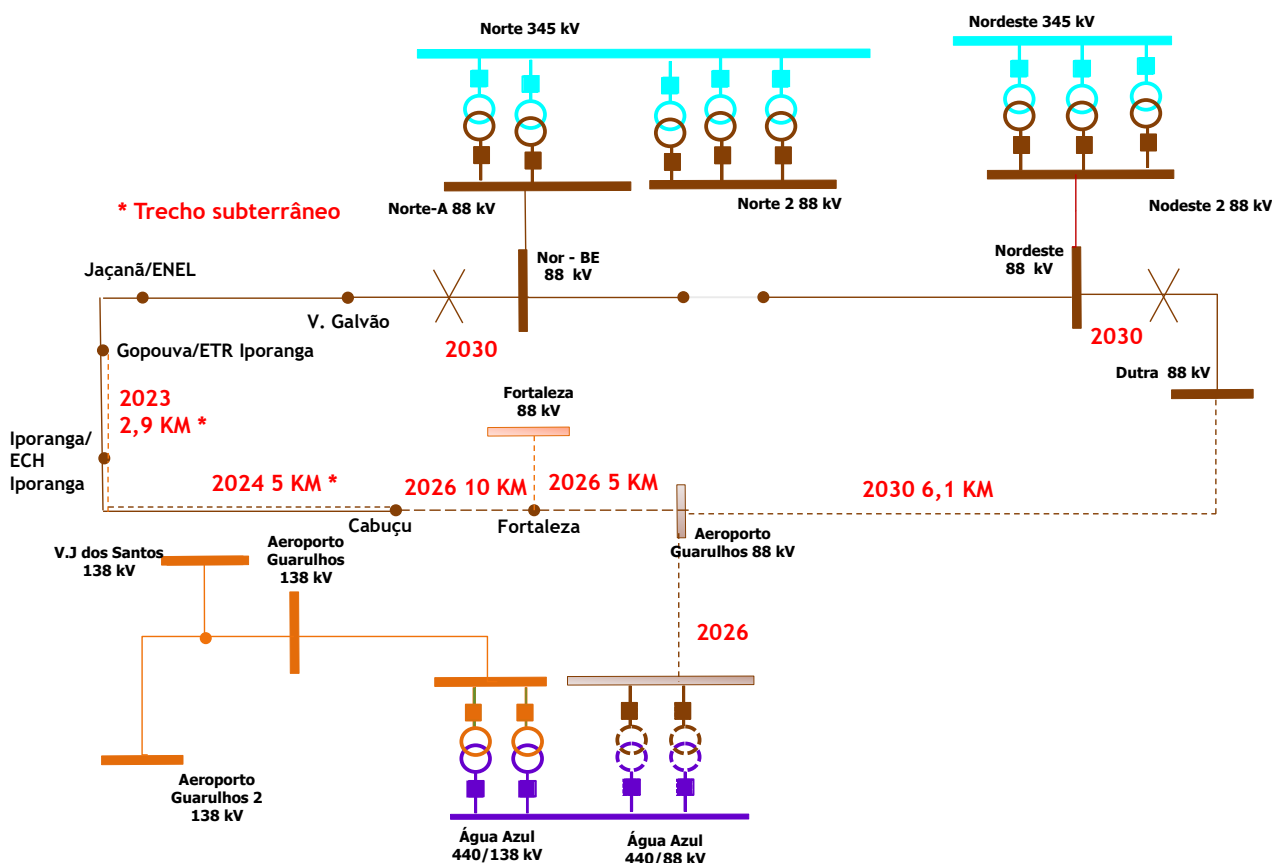 Norte 345 kV
Nordeste 345 kV
Norte-A 88 kV
Norte 2 88 kV
Nodeste 2 88 kV
* Trecho subterrâneo
Jaçanã/ENEL
V. Galvão
Nor - BE
88 kV
Nordeste
88 kV
2030
2030
Gopouva/ETR Iporanga
Dutra 88 kV
2023
2,9 KM *
Fortaleza
88 kV
Iporanga/
ECH
Iporanga
2024 5 KM *
2026 10 KM
2026 5 KM
2030 6,1 KM
Cabuçu
Fortaleza
Aeroporto
Guarulhos 88 kV
V.J dos Santos
138 kV
Aeroporto
Guarulhos
138 kV
2026
Aeroporto
Guarulhos 2
138 kV
Água Azul
440/138 kV
Água Azul
440/88 kV